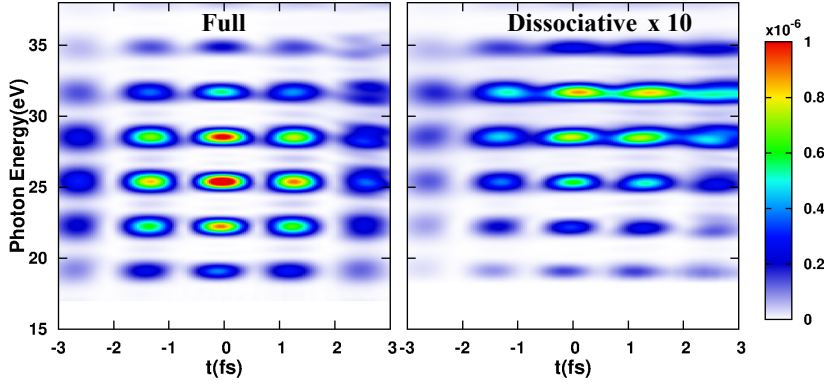 Full
Dissociative x 10
x10^-6
Photon Energy(eV)
35
30
25
20
15
-3 -2 -1 0 1 2 3
t(fs)
-3 -2 -1 0 1 2 3
t(fs)
1
0.8
0.6
0.4
0.2
0